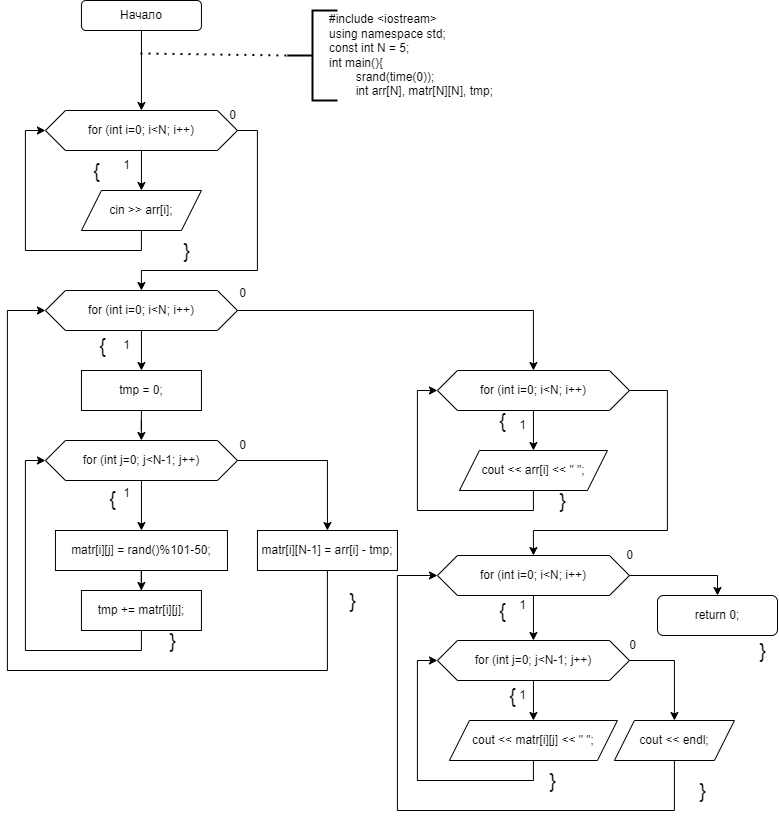 Начало
#include <iostream>
using namespace std;
const int N = 5;
int main(){
srand(time(0));
int arr[N], matr[N][N], tmp;
for (int i=0; i<N; i++)
0
{
1
cin >> arr[i];
}
for (int i=0; i<N; i++)
0
{
1
tmp = 0;
for (int j=0; j<N-1; j++)
0
{
1
matr[i][j] = rand()%101-50;
matr[i][N-1] = arr[i] - tmp;
tmp += matr[i][j];
}
}
for (int i=0; i<N; i++)
{
1
cout << arr[i] << " ";
}
for (int i=0; i<N; i++)
0
{
1
return 0;
}
for (int j=0; j<N-1; j++)
0
{
1
cout << matr[i][j] << " ";
cout << endl;
}
}